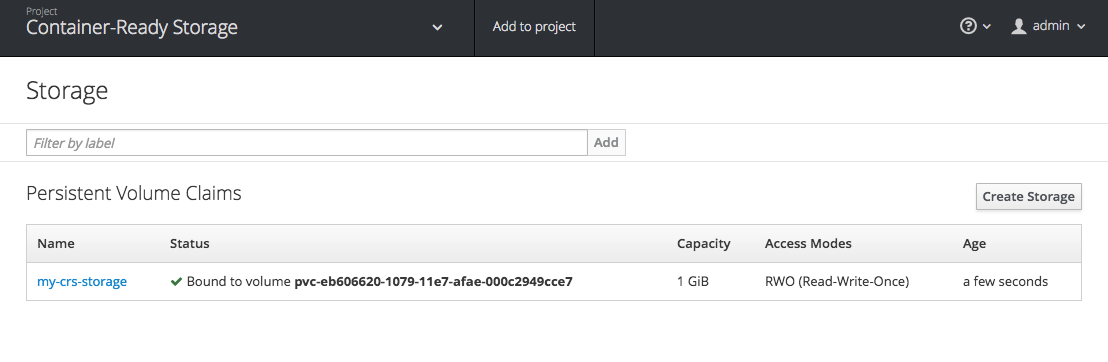 Project
Container-Ready Storage
Add to project
admin
Storage
Filter by label
Add
Persistent Volume Claims
Create Storage
Name Status Capacity Access Modes Age
my-crs-storage Bound to volume pvc-eb606620-1079-11e7-afae-000c2949cce7 1 GiB RWO (Read-Write-Once) a few seconds